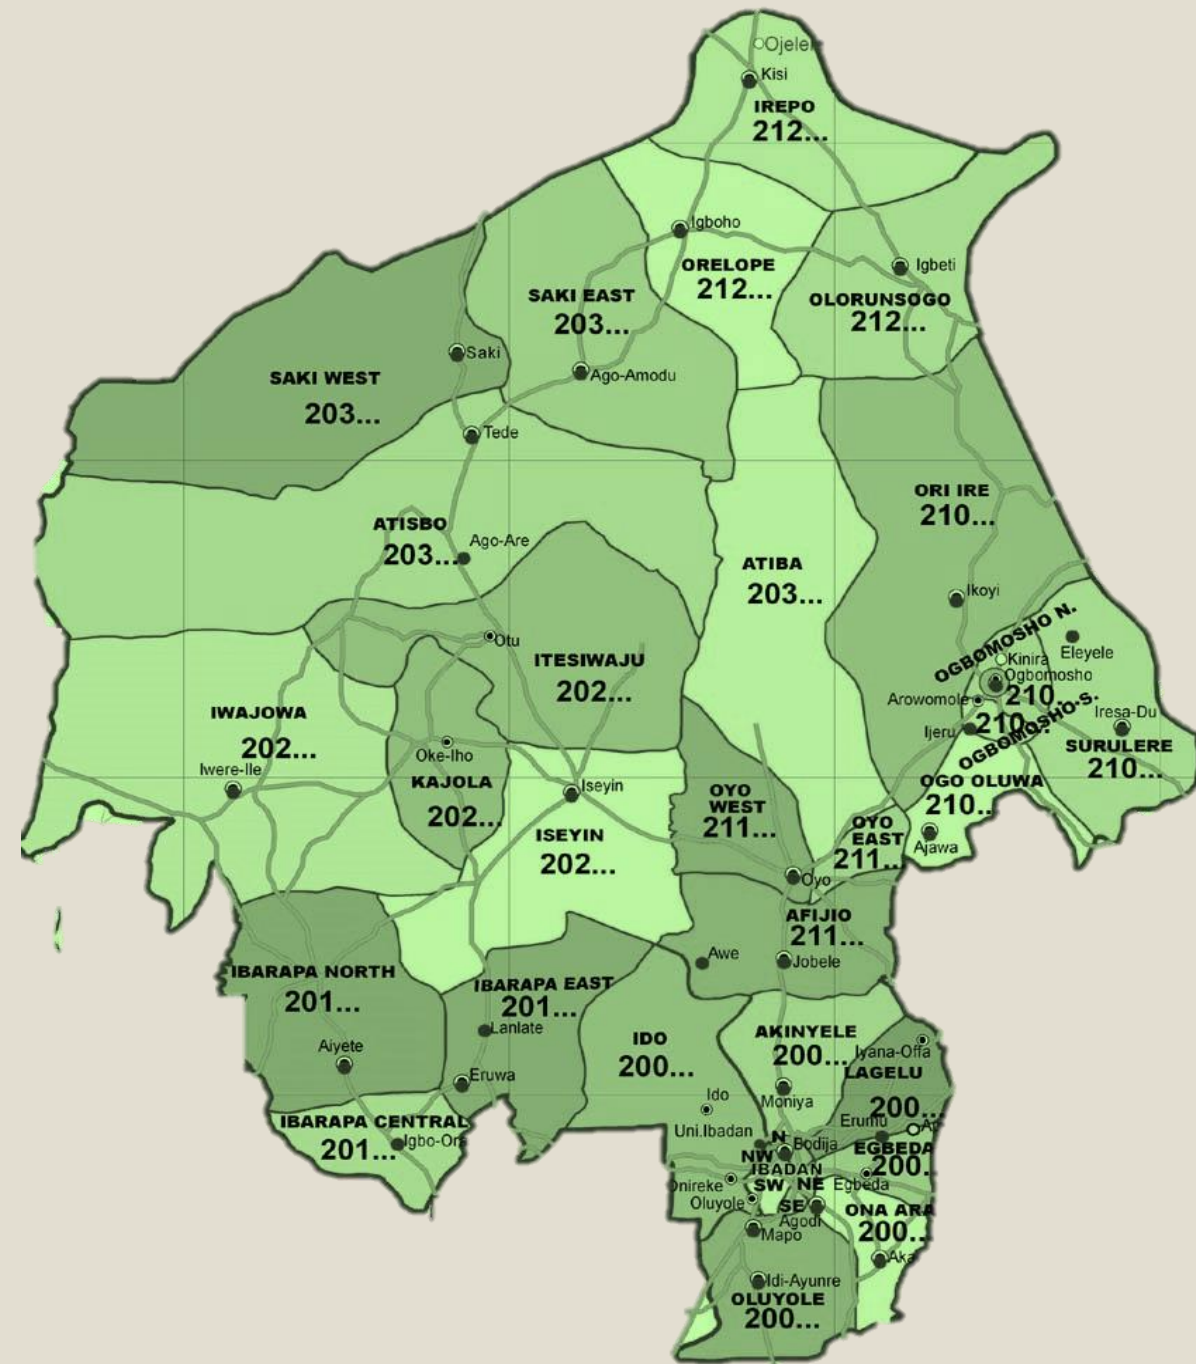 Ojelen
Kisi
IREPO
212...
Igboho
ORELOPE
212...
Igbeti
OLORUNSOGO
212...
SAKI EAST
203...
Ago-Amodu
Saki
SAKI WEST
203...
Tede
ATISBO
203...
Ago-Are
ORI IRE
210...
Ikoyi
ATIBA
203...
Otu
ITESIWAJU
202...
OGBOMOSHO N.
Kinira
Ogbomosho
210...
Eleyele
Arowomole
210...
OGBOMOSHO S.
Ijeru
Iresa-Du
SURULERE
210...
IWAJOWA
202...
Iwere-Ile
Oke-Iho
KAJOLA
202...
Iseyin
ISEYIN
202...
OYO
WEST
211...
OYO
EAST
211...
OGO OLUWA
210...
Ajawa
Oyo
AFIJIO
211...
Awe
Jobele
IBARAPA NORTH
201...
Aiyete
IBARAPA EAST
201...
Lanlate
Eruwa
IBARAPA CENTRAL
201...
Igbo-Ora
IDO
200...
Ido
AKINYELE
200...
Moniya
Iyana-Offa
LAGELU
200...
Erumo
Uni.Ibadan
N
Bodija
NW
IBADAN
EGBEDA
200...
Egbeda
Onireke
SW
NE
Oluyole
SE
Agodi
Mapo
ONA ARA
200...
Idi-Ayunre
OLUYOLE
200...